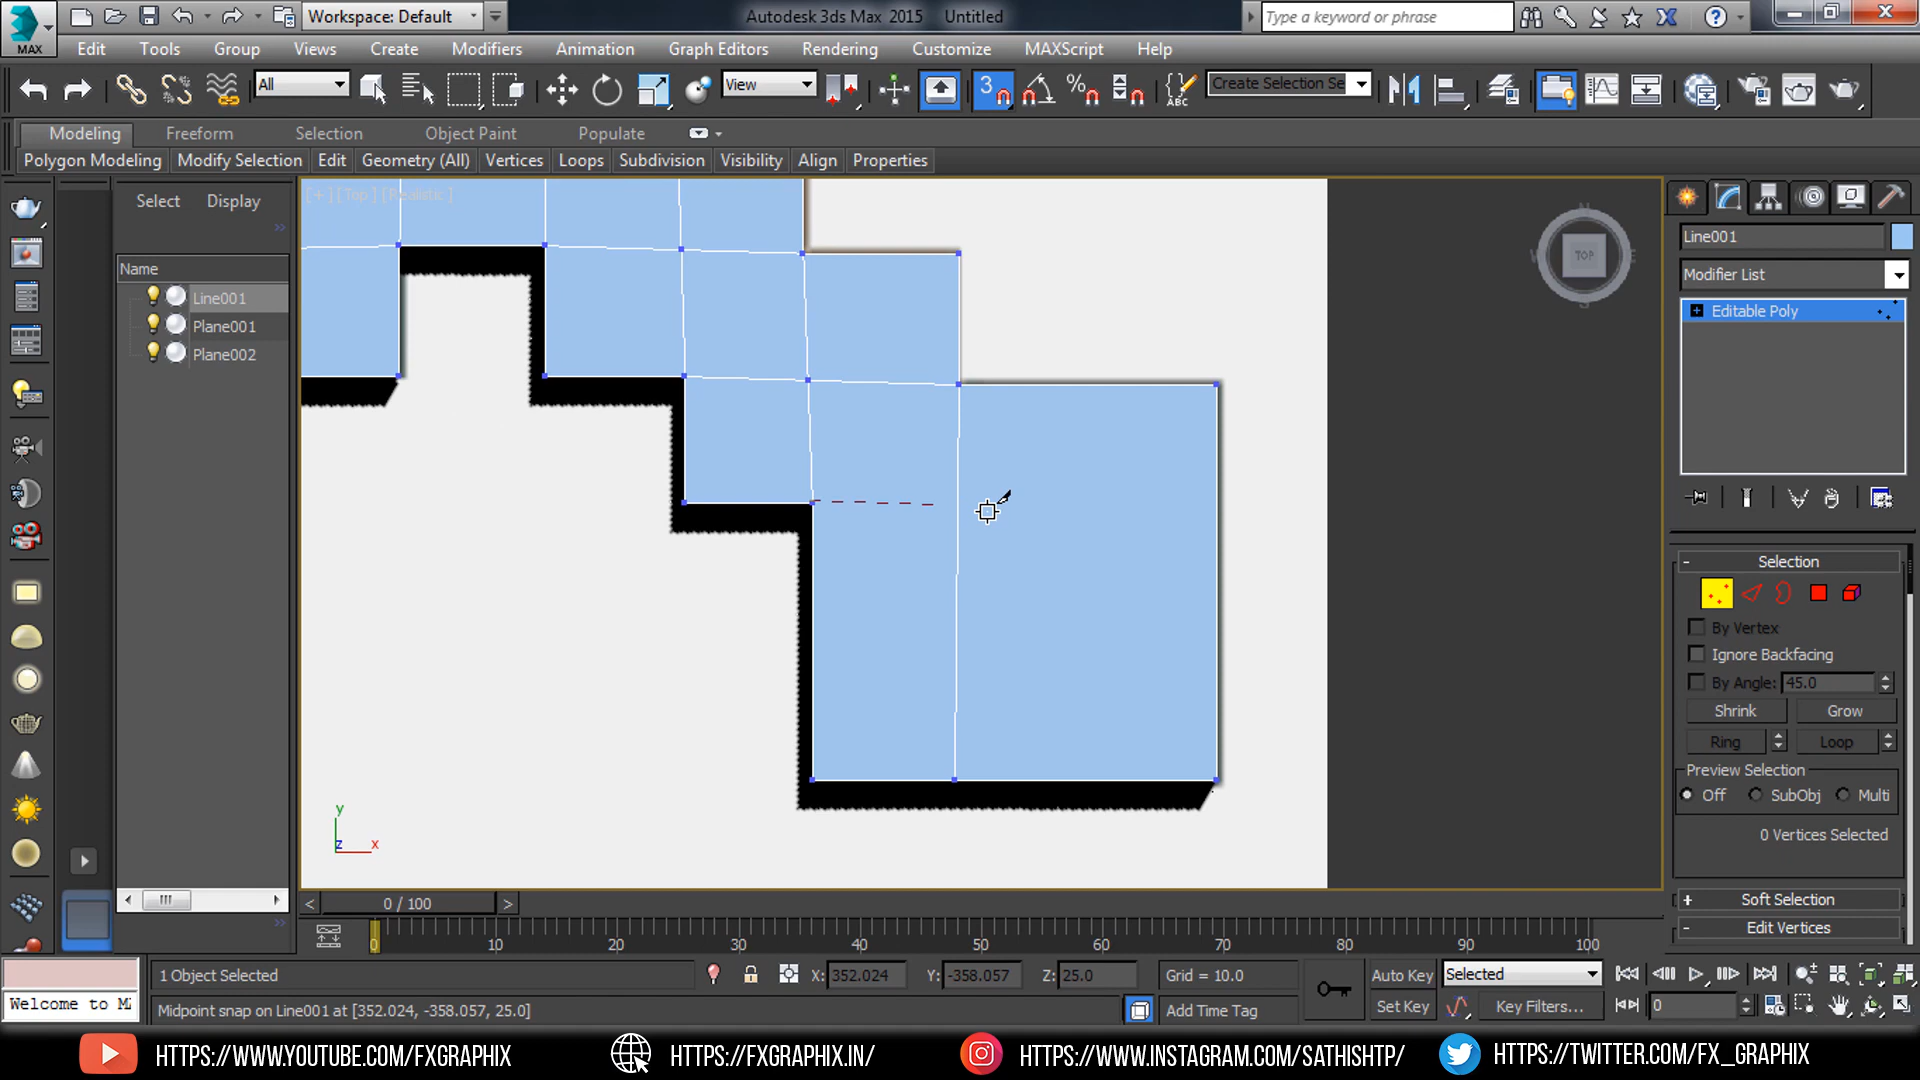 MAX
Workspace: Default
Autodesk 3ds Max 2015 Untitled
Type a keyword or phrase
Edit Tools Group Views Create Modifiers Animation Graph Editors Rendering Customize MAXScript Help
All View 3 ABC Create Selection Se
Modeling Freeform Selection Object Paint Populate
Polygon Modeling Modify Selection Edit Geometry (All) Vertices Loops Subdivision Visibility Align Properties
Select Display
Name
Line001
Plane001
Plane002
[ + ] [ Top ] [ Realistic ]
TOP
Line001
Modifier List
Editable Poly
Selection
By Vertex
Ignore Backfacing
By Angle: 45.0
Shrink Grow
Ring Loop
Preview Selection
Off SubObj Multi
0 Vertices Selected
Soft Selection
Edit Vertices
y
z x
0 / 100
0 10 20 30 40 50 60 70 80 90 100
1 Object Selected X: 352.024 Y: -358.057 Z: 25.0 Grid = 10.0 Auto Key Selected
Welcome to M Midpoint snap on Line001 at [352.024, -358.057, 25.0] Add Time Tag Set Key Key Filters... 0
HTTPS://WWW.YOUTUBE.COM/FXGRAPHIX HTTPS://FXGRAPHIX.IN/ HTTPS://WWW.INSTAGRAM.COM/SATHISHTP/ HTTPS://TWITTER.COM/FX_GRAPHIX